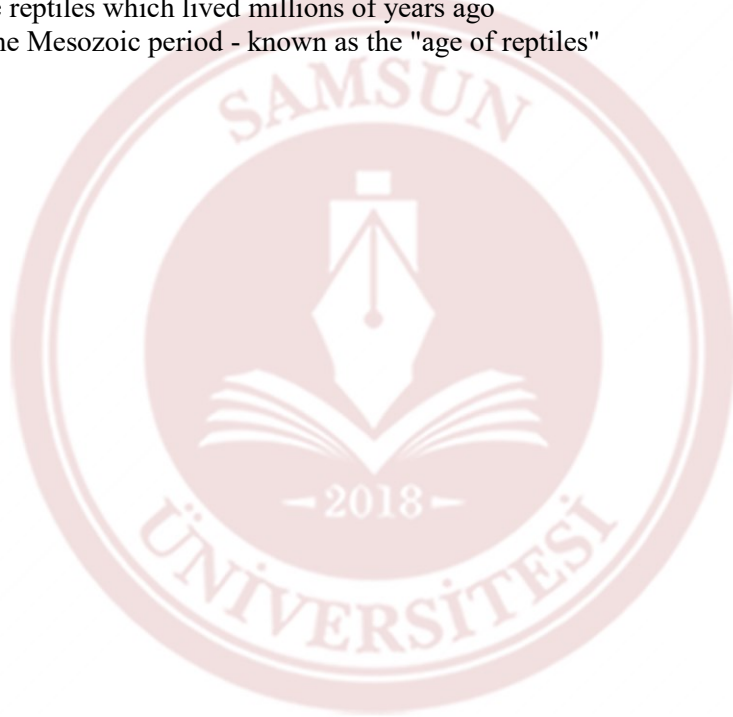 reptiles which lived millions of years ago
Mesozoic period - known as the "age of reptiles"
SAMSUN
2018
ÜNİVERSİTESİ